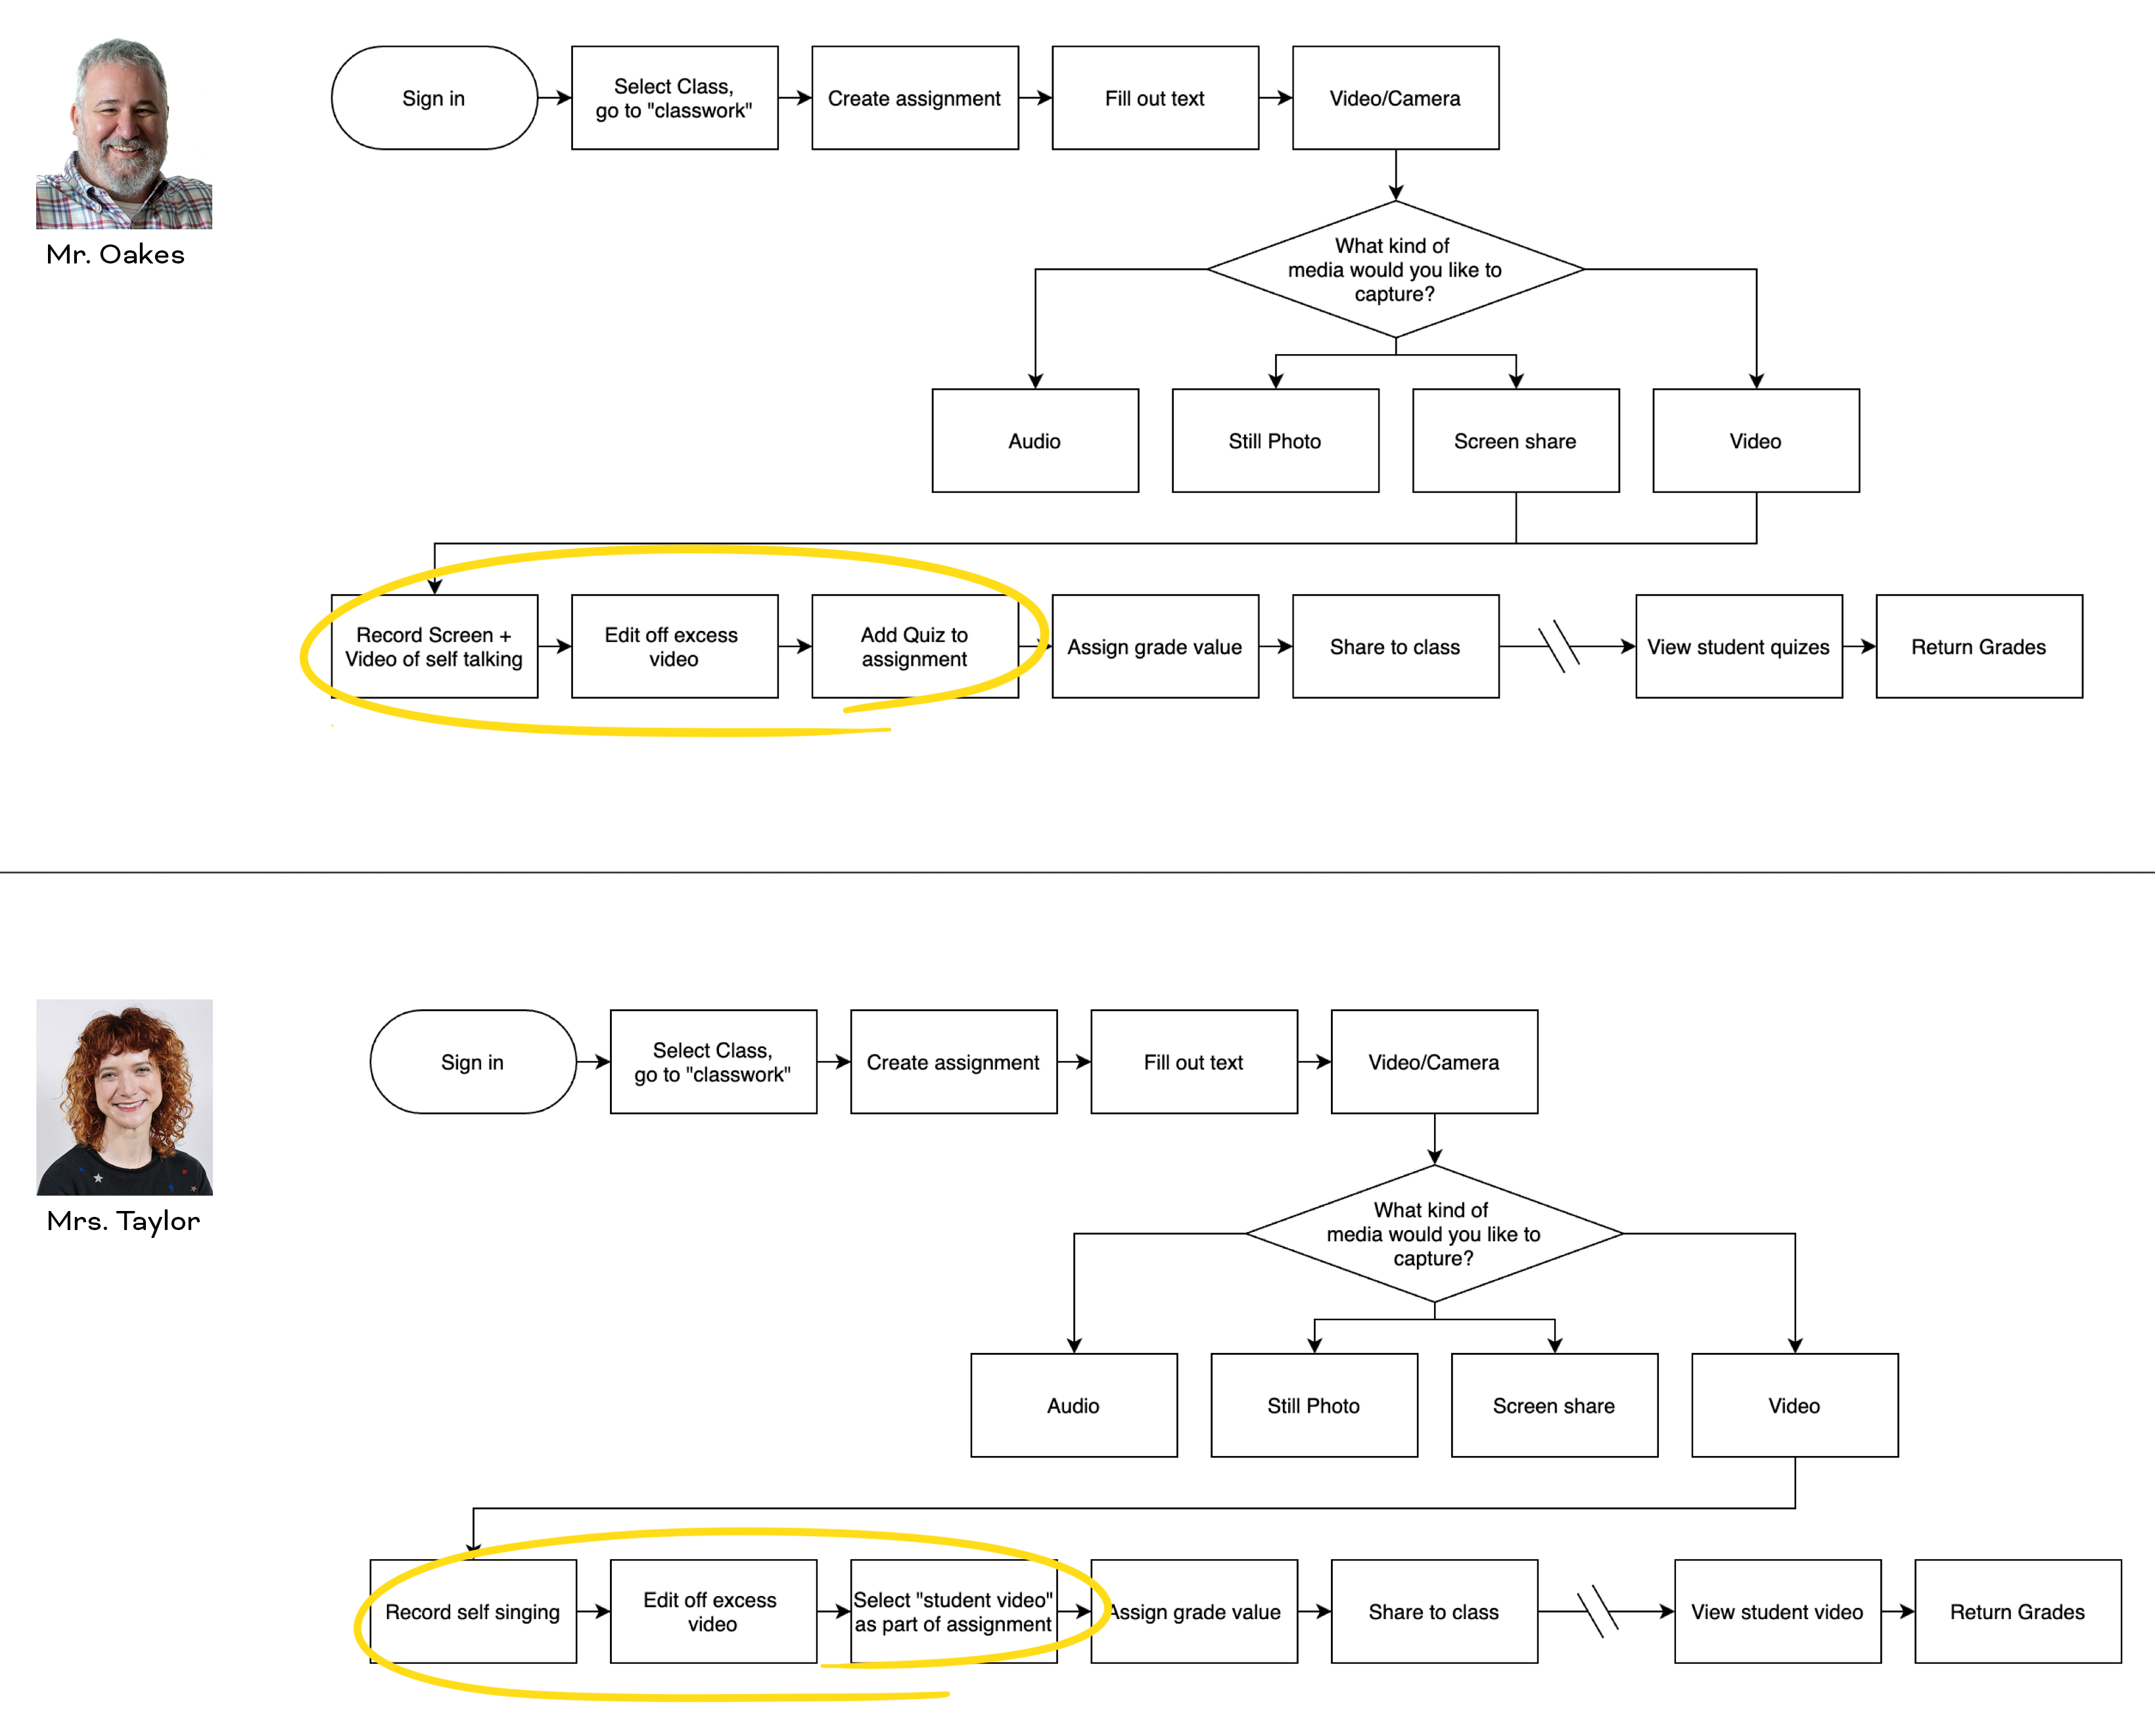 Mr. Oakes
Sign in
Select Class,
go to "classwork"
Create assignment
Fill out text
Video/Camera
What kind of
media would you like to
capture?
Audio
Still Photo
Screen share
Video
Record Screen +
Video of self talking
Edit off excess
video
Add Quiz to
assignment
Assign grade value
Share to class
View student quizes
Return Grades
Mrs. Taylor
Sign in
Select Class,
go to "classwork"
Create assignment
Fill out text
Video/Camera
What kind of
media would you like to
capture?
Audio
Still Photo
Screen share
Video
Record self singing
Edit off excess
video
Select "student video"
as part of assignment
Assign grade value
Share to class
View student video
Return Grades